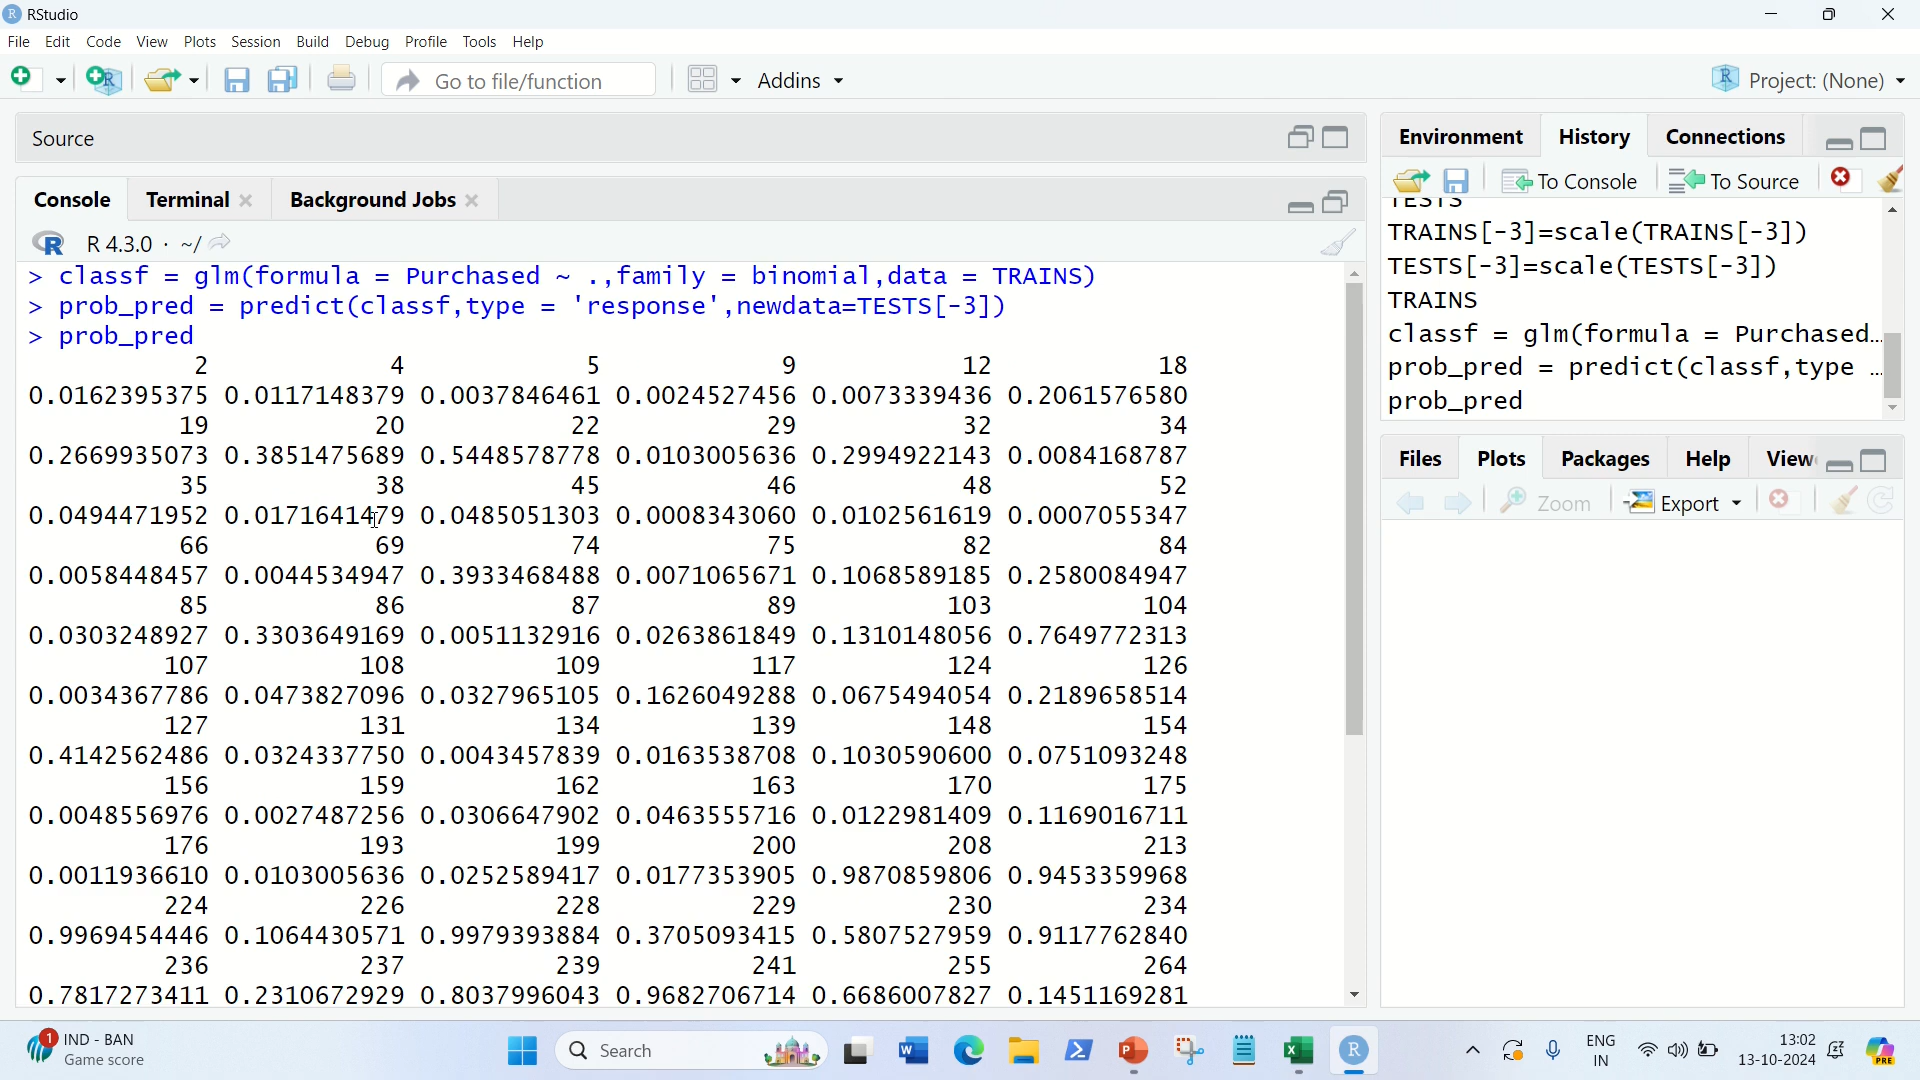 RStudio
File Edit Code View Plots Session Build Debug Profile Tools Help
Go to file/function Addins Project: (None)
Source
Console Terminal Background Jobs
R 4.3.0 · ~/
> classf = glm(formula = Purchased ~ .,family = binomial,data = TRAINS)
> prob_pred = predict(classf,type = 'response',newdata=TESTS[-3])
> prob_pred
2 4 5 9 12 18
0.0162395375 0.0117148379 0.0037846461 0.0024527456 0.0073339436 0.2061576580
19 20 22 29 32 34
0.2669935073 0.3851475689 0.5448578778 0.0103005636 0.2994922143 0.0084168787
35 38 45 46 48 52
0.0494471952 0.0171641479 0.0485051303 0.0008343060 0.0102561619 0.0007055347
66 69 74 75 82 84
0.0058448457 0.0044534947 0.3933468488 0.0071065671 0.1068589185 0.2580084947
85 86 87 89 103 104
0.0303248927 0.3303649169 0.0051132916 0.0263861849 0.1310148056 0.7649772313
107 108 109 117 124 126
0.0034367786 0.0473827096 0.0327965105 0.1626049288 0.0675494054 0.2189658514
127 131 134 139 148 154
0.4142562486 0.0324337750 0.0043457839 0.0163538708 0.1030590600 0.0751093248
156 159 162 163 170 175
0.0048556976 0.0027487256 0.0306647902 0.0463555716 0.0122981409 0.1169016711
176 193 199 200 208 213
0.0011936610 0.0103005636 0.0252589417 0.0177353905 0.9870859806 0.9453359968
224 226 228 229 230 234
0.9969454446 0.1064430571 0.9979393884 0.3705093415 0.5807527959 0.9117762840
236 237 239 241 255 264
0.7817273411 0.2310672929 0.8037996043 0.9682706714 0.6686007827 0.1451169281
Environment History Connections
To Console To Source
TESTS
TRAINS[-3]=scale(TRAINS[-3])
TESTS[-3]=scale(TESTS[-3])
TRAINS
classf = glm(formula = Purchased…
prob_pred = predict(classf,type …
prob_pred
Files Plots Packages Help View
Zoom Export
1 IND - BAN
Game score
Search
ENG
IN
13:02
13-10-2024
PRE